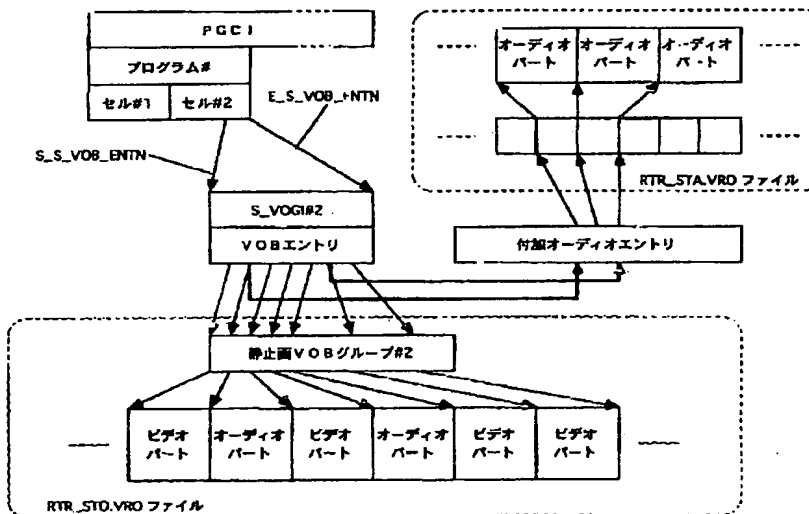 PGCI
プログラム#
セル#1
セル#2
E_S_VOB_ENTN
S_S_VOB_ENTN
S_VOGI#2
VOBエントリ
オーディオ
パート
オーディオ
パート
オーディオ
パート
RTR_STA.VRO ファイル
付加オーディオエントリ
静止画VOBグループ#2
ビデオ
パート
オーディオ
パート
ビデオ
パート
オーディオ
パート
ビデオ
パート
ビデオ
パート
RTR_STO.VRO ファイル